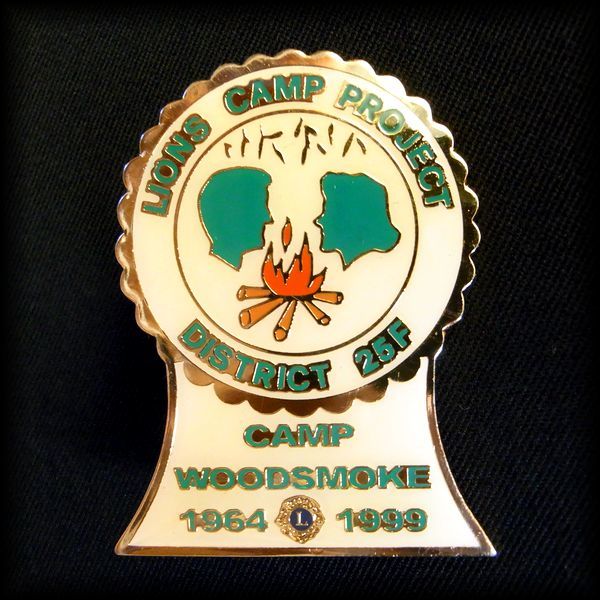 LIONS CAMP PROJECT
DISTRICT 25F
CAMP
WOODSMOKE
1964 L 1999